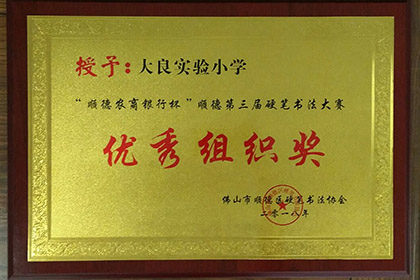 授予：大良实验小学
“顺德农商银行杯”顺德第三届硬笔书法大赛
优秀组织奖
佛山市顺德区硬笔书法协会
二零一八年